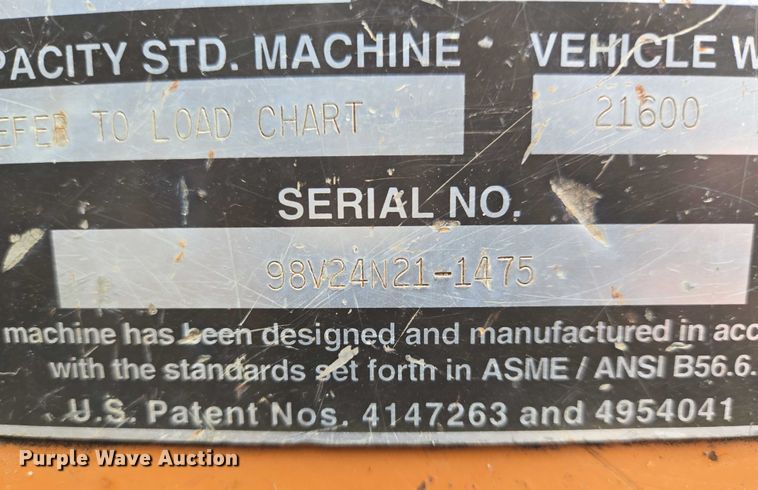 PACITY STD. MACHINE VEHICLE W
EFER TO LOAD CHART 21600
SERIAL NO.
98V24N21-1475
machine has been designed and manufactured in acc
with the standards set forth in ASME / ANSI B56.6.
U.S. Patent Nos. 4147263 and 4954041
Purple Wave Auction